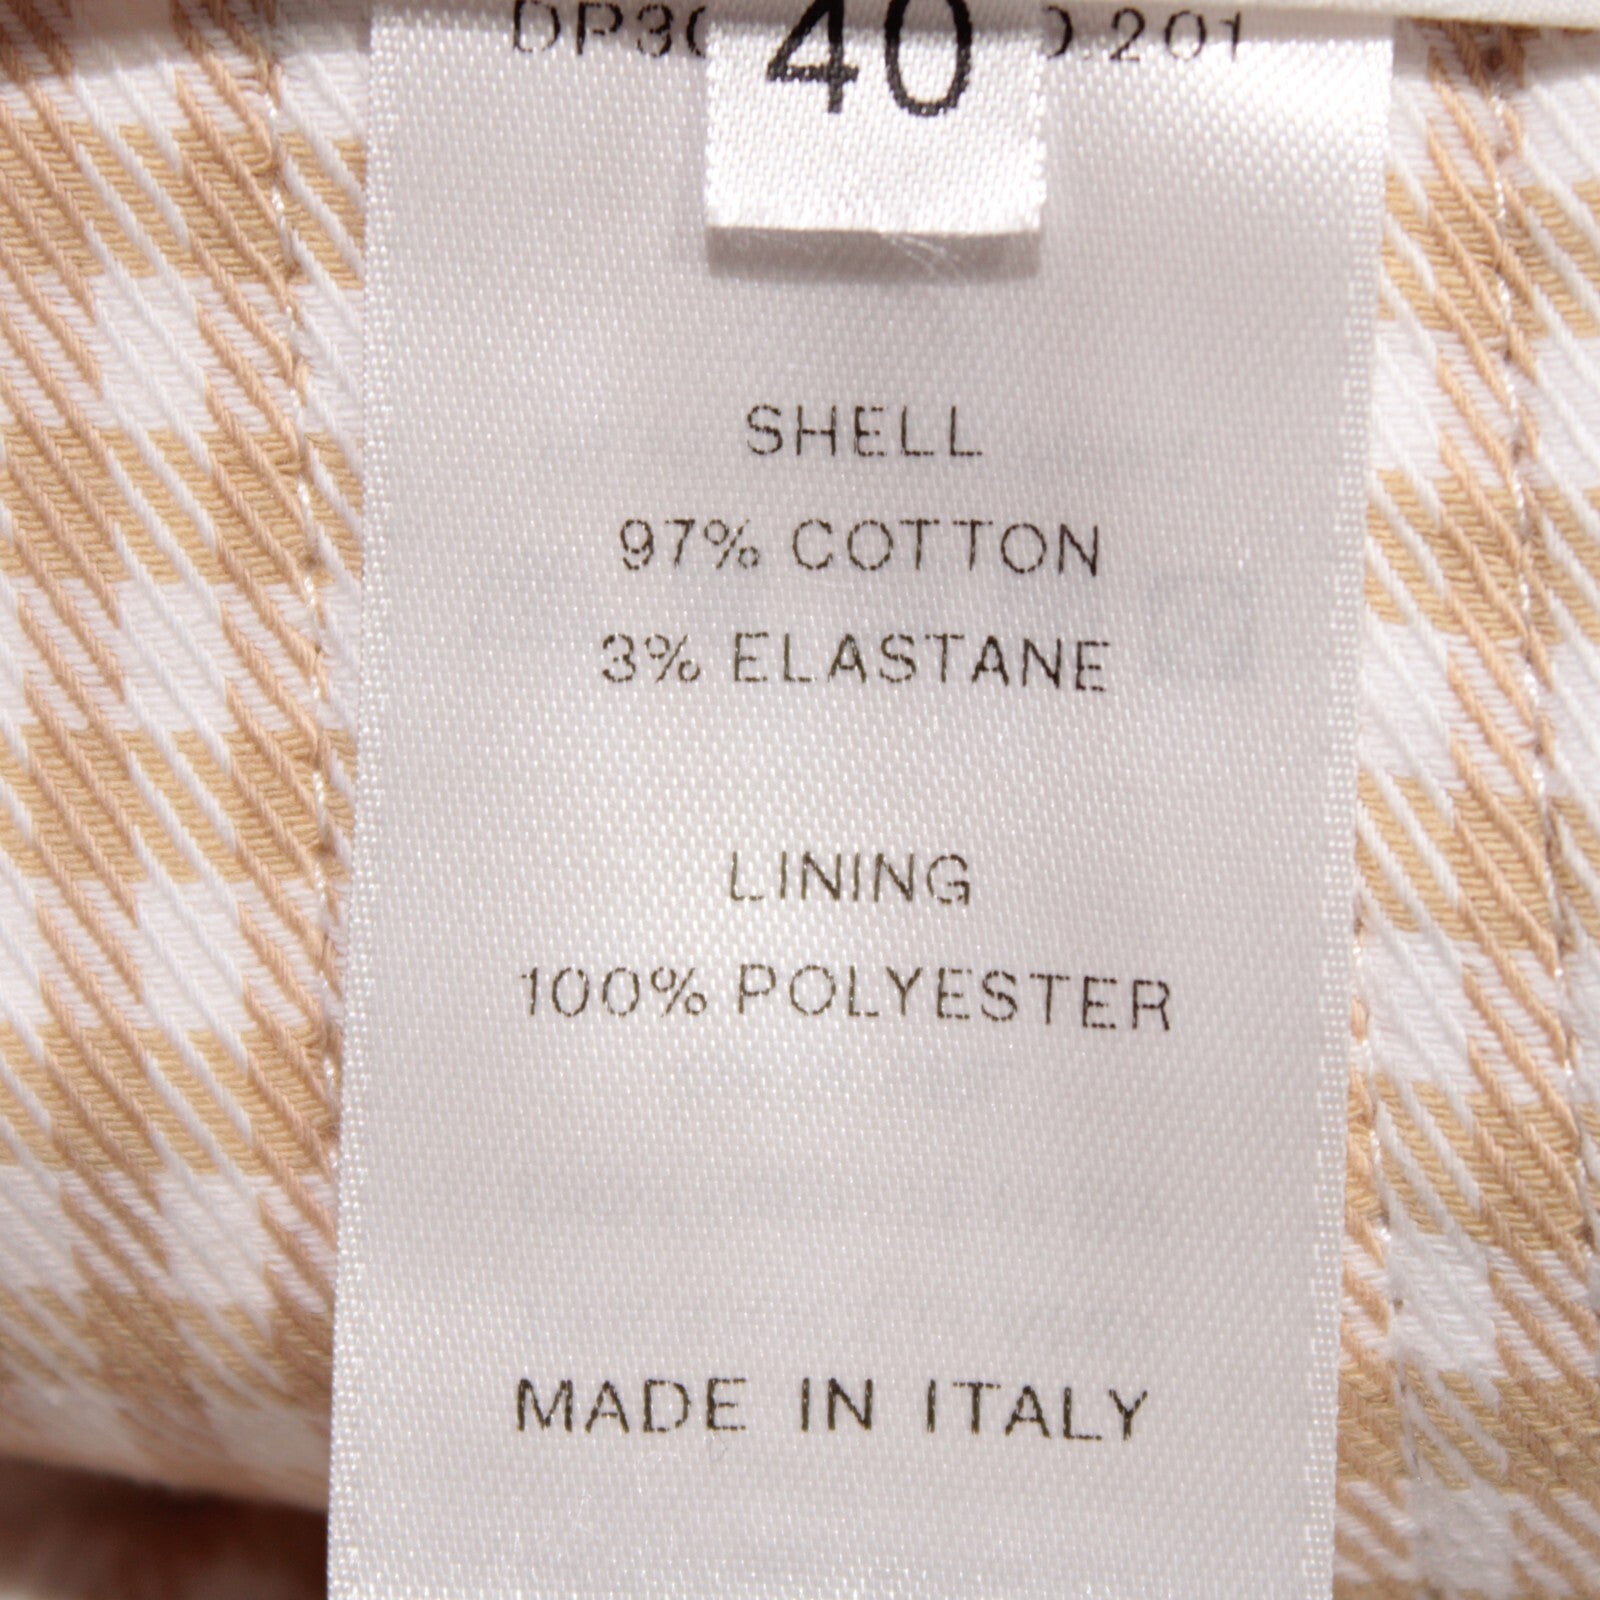 40
SHELL
97% COTTON
3% ELASTANE
LINING
100% POLYESTER
MADE IN ITALY